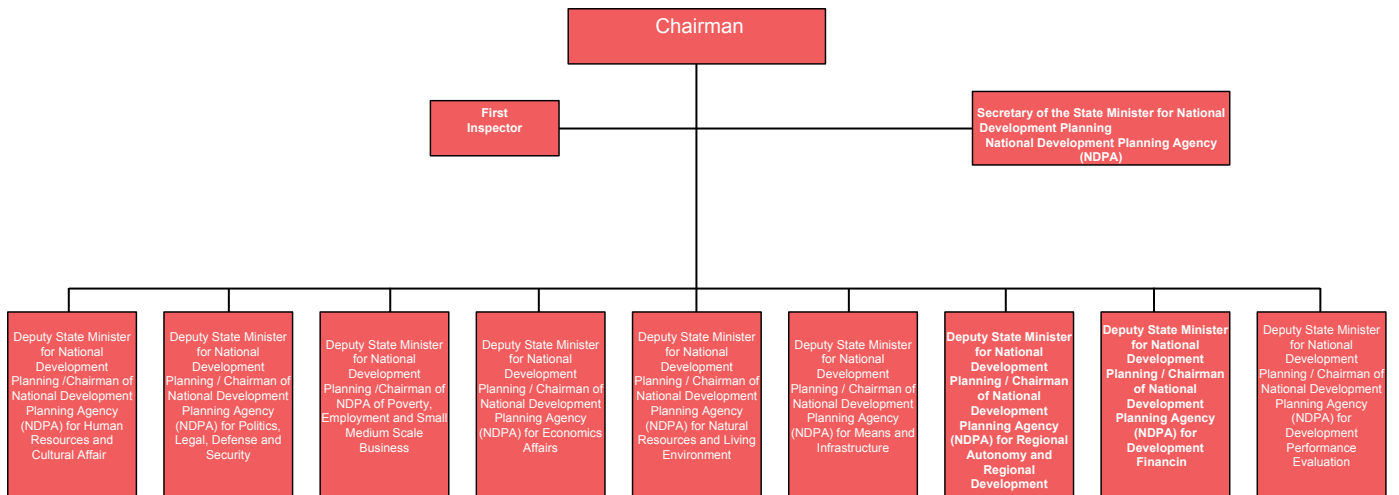 Chairman
First
Inspector
Secretary of the State Minister for National
Development Planning
National Development Planning Agency
(NDPA)
Deputy State Minister
for National
Development
Planning /Chairman of
National Development
Planning Agency
(NDPA) for Human
Resources and
Cultural Affair
Deputy State Minister
for National
Development
Planning / Chairman of
National Development
Planning Agency
(NDPA) for Politics,
Legal, Defense and
Security
Deputy State Minister
for National
Development
Planning /Chairman of
NDPA of Poverty,
Employment and Small
Medium Scale
Business
Deputy State Minister
for National
Development
Planning / Chairman of
National Development
Planning Agency
(NDPA) for Economics
Affairs
Deputy State Minister
for National
Development
Planning / Chairman of
National Development
Planning Agency
(NDPA) for Natural
Resources and Living
Environment
Deputy State Minister
for National
Development
Planning / Chairman of
National Development
Planning Agency
(NDPA) for Means and
Infrastructure
Deputy State Minister
for National
Development
Planning / Chairman
of National
Development
Planning Agency
(NDPA) for Regional
Autonomy and
Regional
Development
Deputy State Minister
for National
Development
Planning / Chairman
of National
Development
Planning Agency
(NDPA) for
Development
Financin
Deputy State Minister
for National
Development
Planning / Chairman of
National Development
Planning Agency
(NDPA) for
Development
Performance
Evaluation